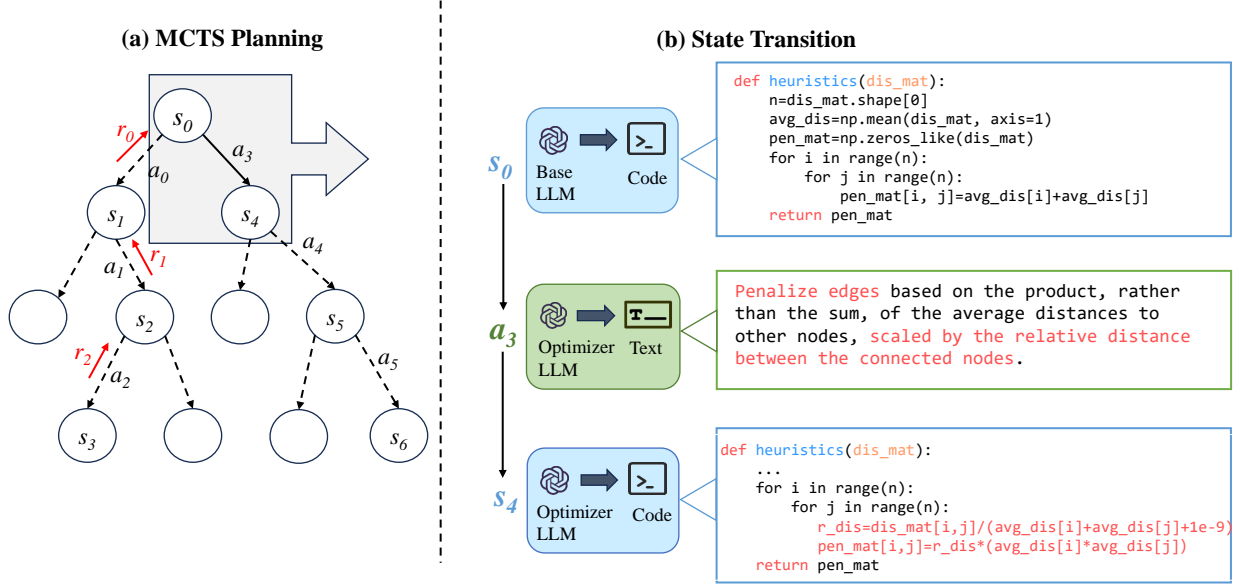 (a) MCTS Planning
s0
r0
a0
a3
s1
s4
a1
r1
a4
s2
s5
r2
a2
a5
s3
s6
(b) State Transition
s0
Base
LLM
Code
def heuristics(dis_mat):
n=dis_mat.shape[0]
avg_dis=np.mean(dis_mat, axis=1)
pen_mat=np.zeros_like(dis_mat)
for i in range(n):
for j in range(n):
pen_mat[i, j]=avg_dis[i]+avg_dis[j]
return pen_mat
a3
T
Optimizer
LLM
Text
Penalize edges based on the product, rather
than the sum, of the average distances to
other nodes, scaled by the relative distance
between the connected nodes.
s4
Optimizer
LLM
Code
def heuristics(dis_mat):
...
for i in range(n):
for j in range(n):
r_dis=dis_mat[i,j]/(avg_dis[i]+avg_dis[j]+1e-9)
pen_mat[i,j]=r_dis*(avg_dis[i]*avg_dis[j])
return pen_mat